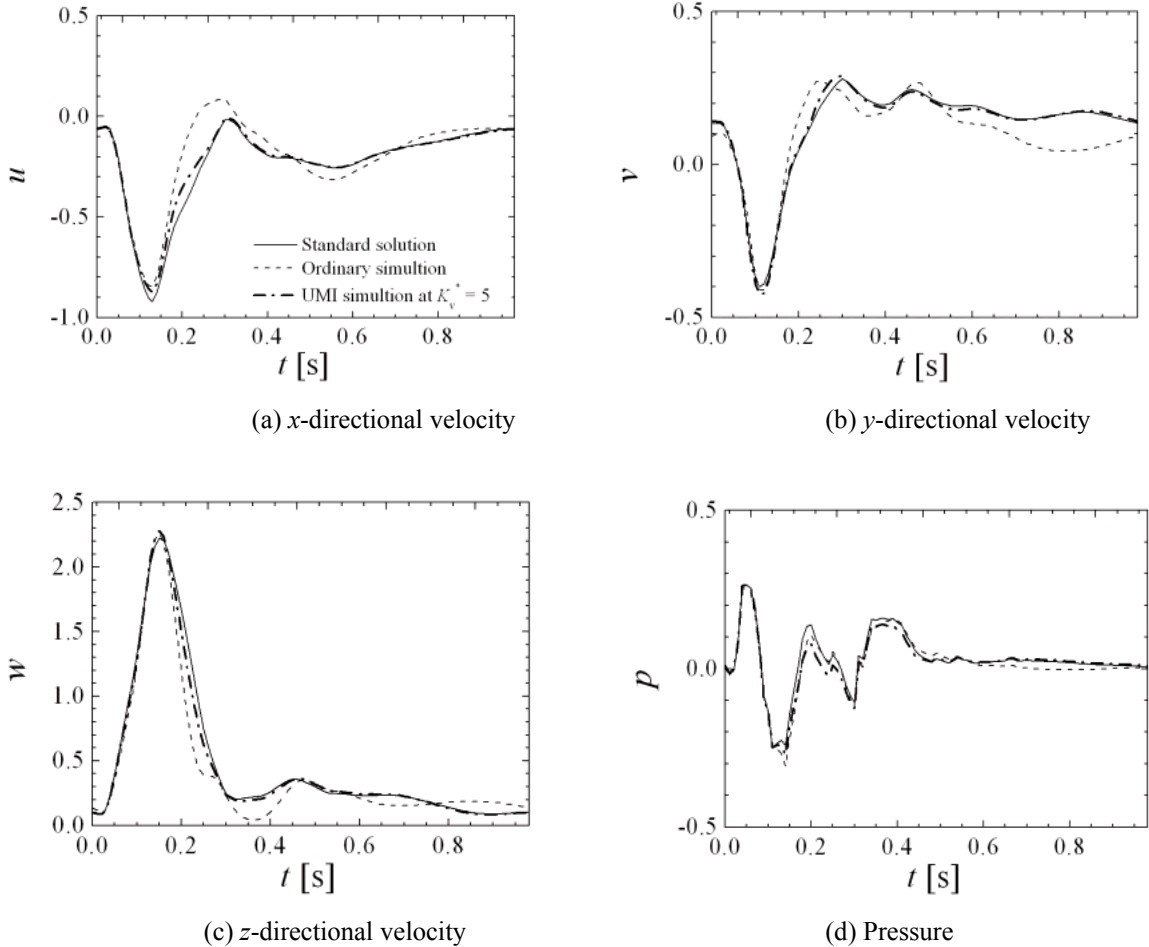 0.5
0.0
-0.5
-1.0
u
0.0 0.2 0.4 0.6 0.8
t [s]
Standard solution
Ordinary simultion
UMI simultion at K_v^* = 5
(a) x-directional velocity
0.5
0.0
-0.5
v
0.0 0.2 0.4 0.6 0.8
t [s]
(b) y-directional velocity
2.5
2.0
1.5
1.0
0.5
0.0
w
0.0 0.2 0.4 0.6 0.8
t [s]
(c) z-directional velocity
0.5
0.0
-0.5
p
0.0 0.2 0.4 0.6 0.8
t [s]
(d) Pressure